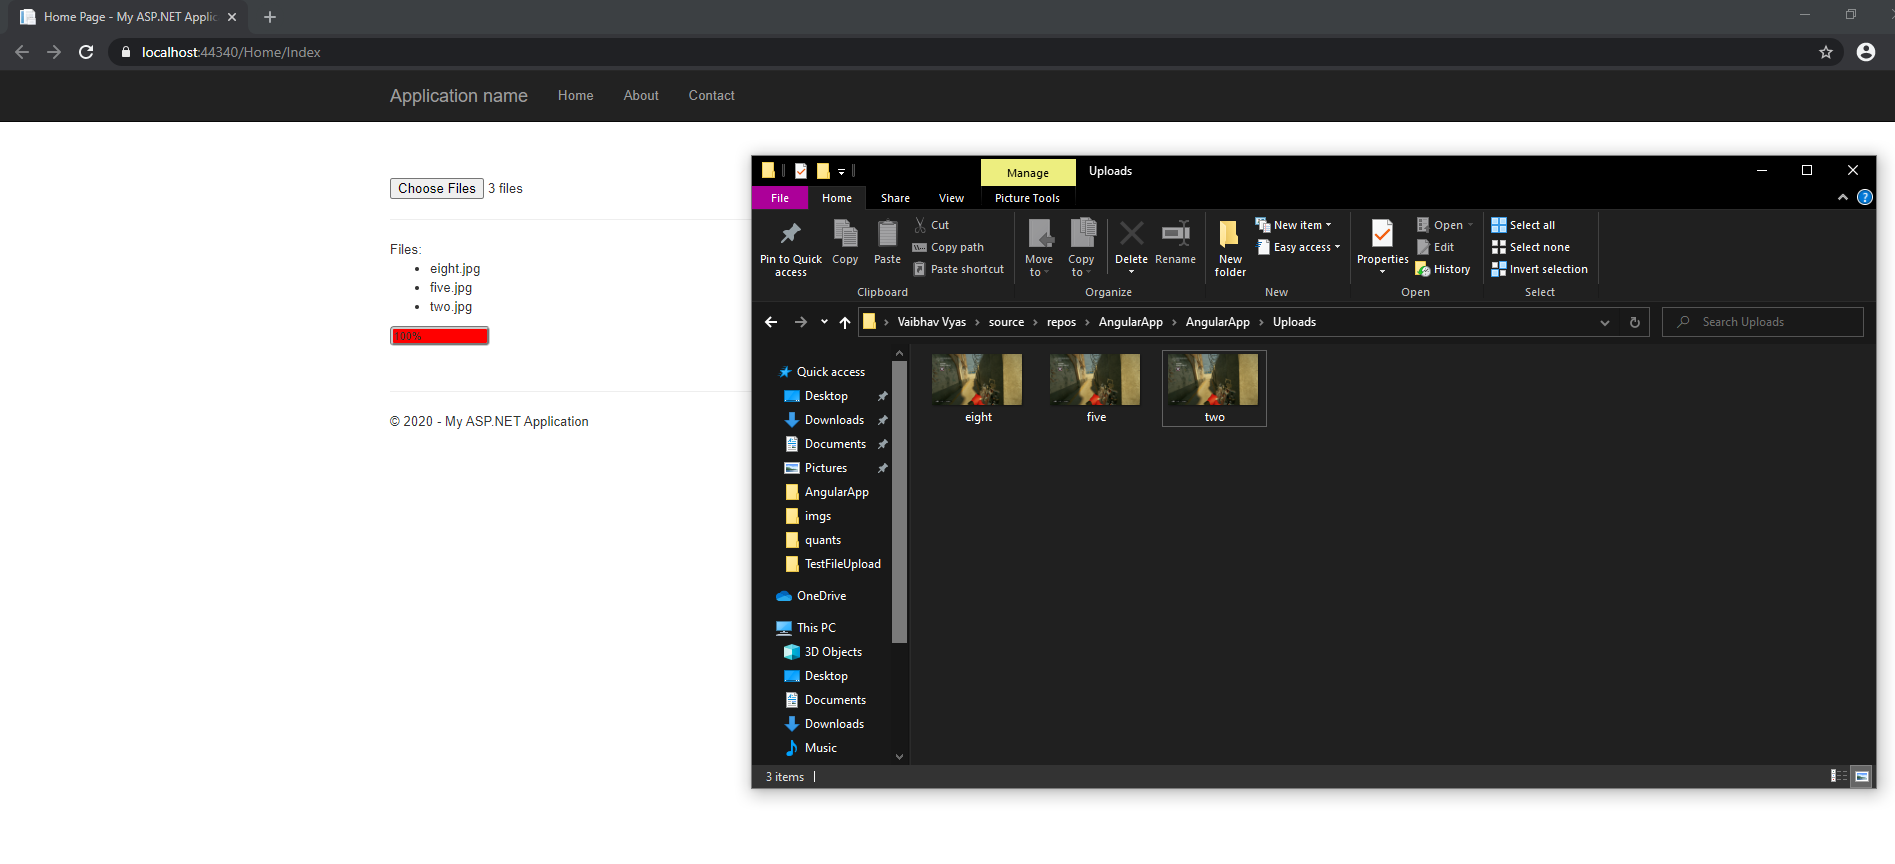 Home Page - My ASP.NET Applic
localhost:44340/Home/Index
Application name Home About Contact
Choose Files 3 files
Files:
eight.jpg
five.jpg
two.jpg
100%
© 2020 - My ASP.NET Application
Manage Uploads
File Home Share View Picture Tools
Pin to Quick access
Copy
Paste
Cut
Copy path
Paste shortcut
Clipboard
Move to
Copy to
Delete
Rename
Organize
New folder
New item
Easy access
New
Properties
Open
Edit
History
Open
Select all
Select none
Invert selection
Select
Vaibhav Vyas › source › repos › AngularApp › AngularApp › Uploads
Search Uploads
Quick access
Desktop
Downloads
Documents
Pictures
AngularApp
imgs
quants
TestFileUpload
OneDrive
This PC
3D Objects
Desktop
Documents
Downloads
Music
eight five two
3 items